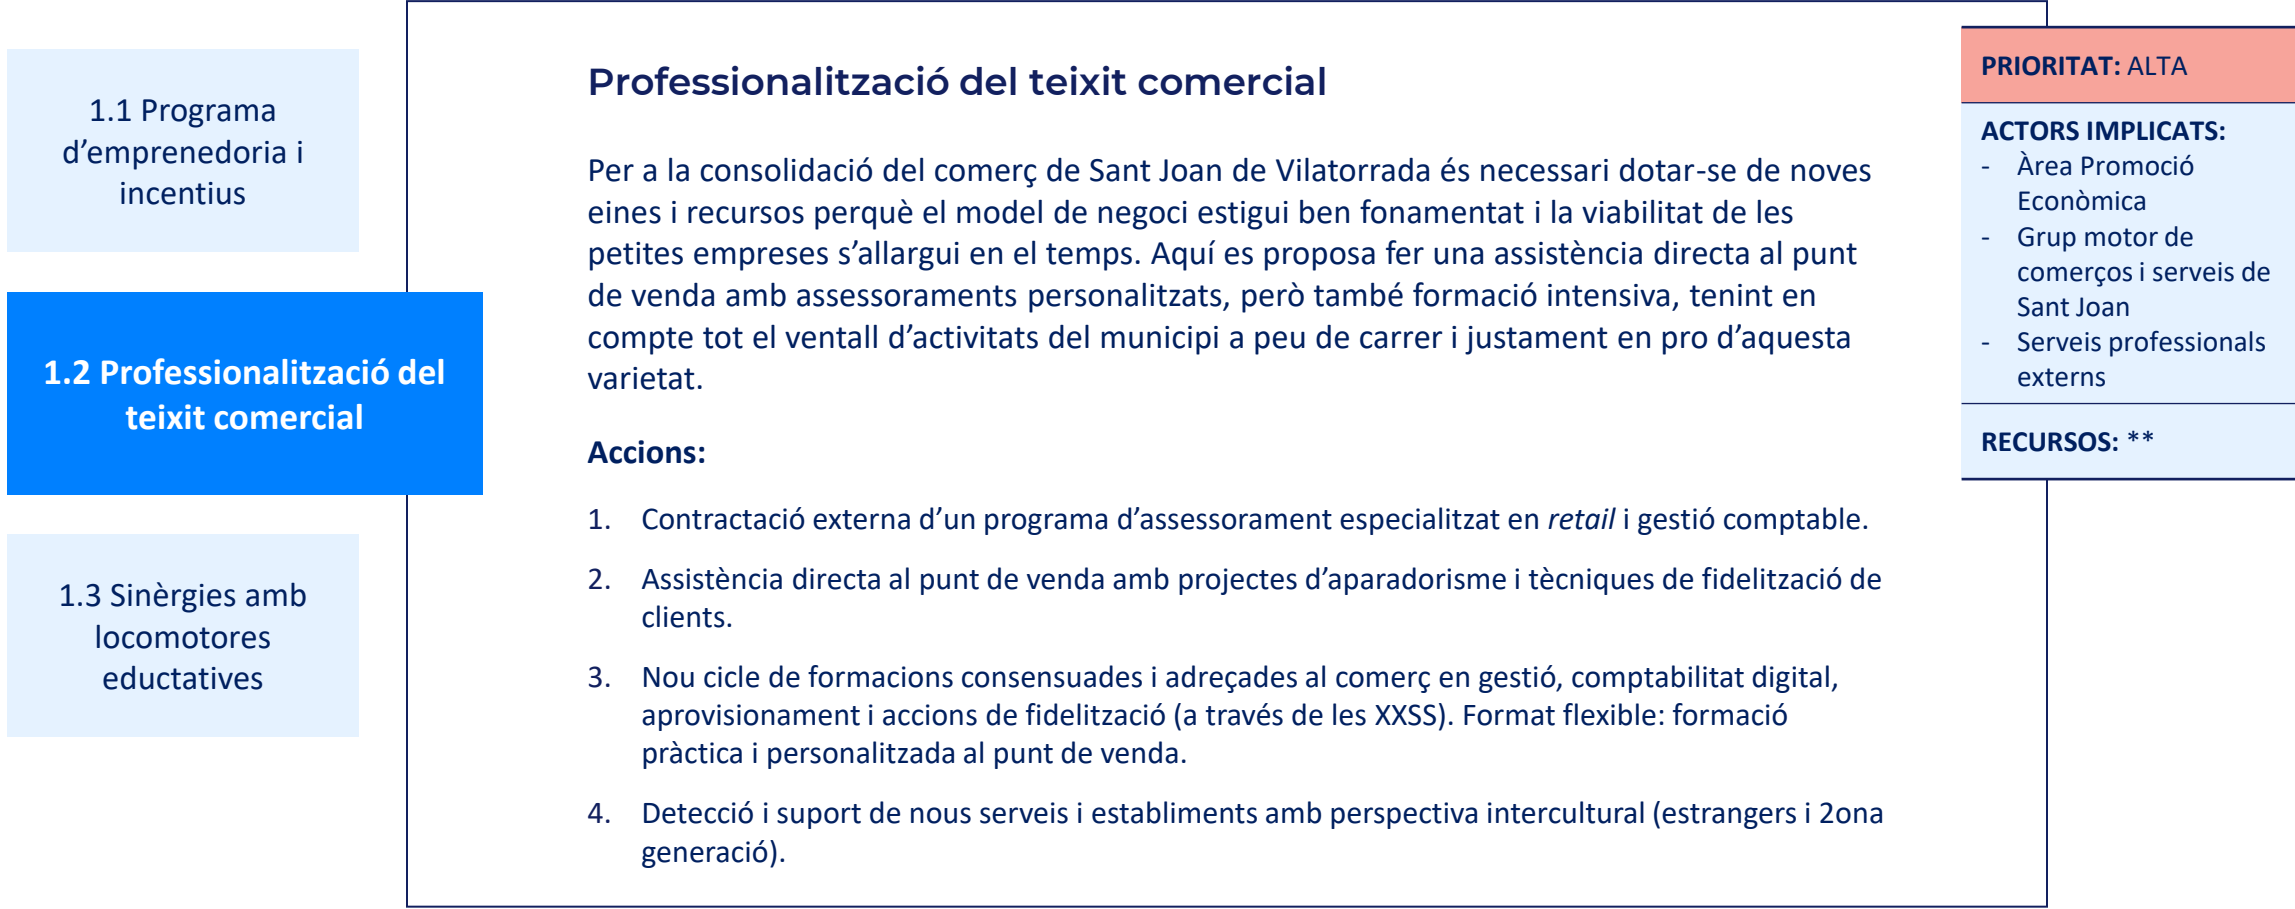 1.1 Programa
d’emprenedoria i
incentius
1.2 Professionalització del
teixit comercial
1.3 Sinèrgies amb
locomotores
eductatives
Professionalització del teixit comercial
Per a la consolidació del comerç de Sant Joan de Vilatorrada és necessari dotar-se de noves
eines i recursos perquè el model de negoci estigui ben fonamentat i la viabilitat de les
petites empreses s’allargui en el temps. Aquí es proposa fer una assistència directa al punt
de venda amb assessoraments personalitzats, però també formació intensiva, tenint en
compte tot el ventall d’activitats del municipi a peu de carrer i justament en pro d’aquesta
varietat.
Accions:
1. Contractació externa d’un programa d’assessorament especialitzat en retail i gestió comptable.
2. Assistència directa al punt de venda amb projectes d’aparadorisme i tècniques de fidelització de
clients.
3. Nou cicle de formacions consensuades i adreçades al comerç en gestió, comptabilitat digital,
aprovisionament i accions de fidelització (a través de les XXSS). Format flexible: formació
pràctica i personalitzada al punt de venda.
4. Detecció i suport de nous serveis i establiments amb perspectiva intercultural (estrangers i 2ona
generació).
PRIORITAT: ALTA
ACTORS IMPLICATS:
- Àrea Promoció
Econòmica
- Grup motor de
comerços i serveis de
Sant Joan
- Serveis professionals
externs
RECURSOS: **